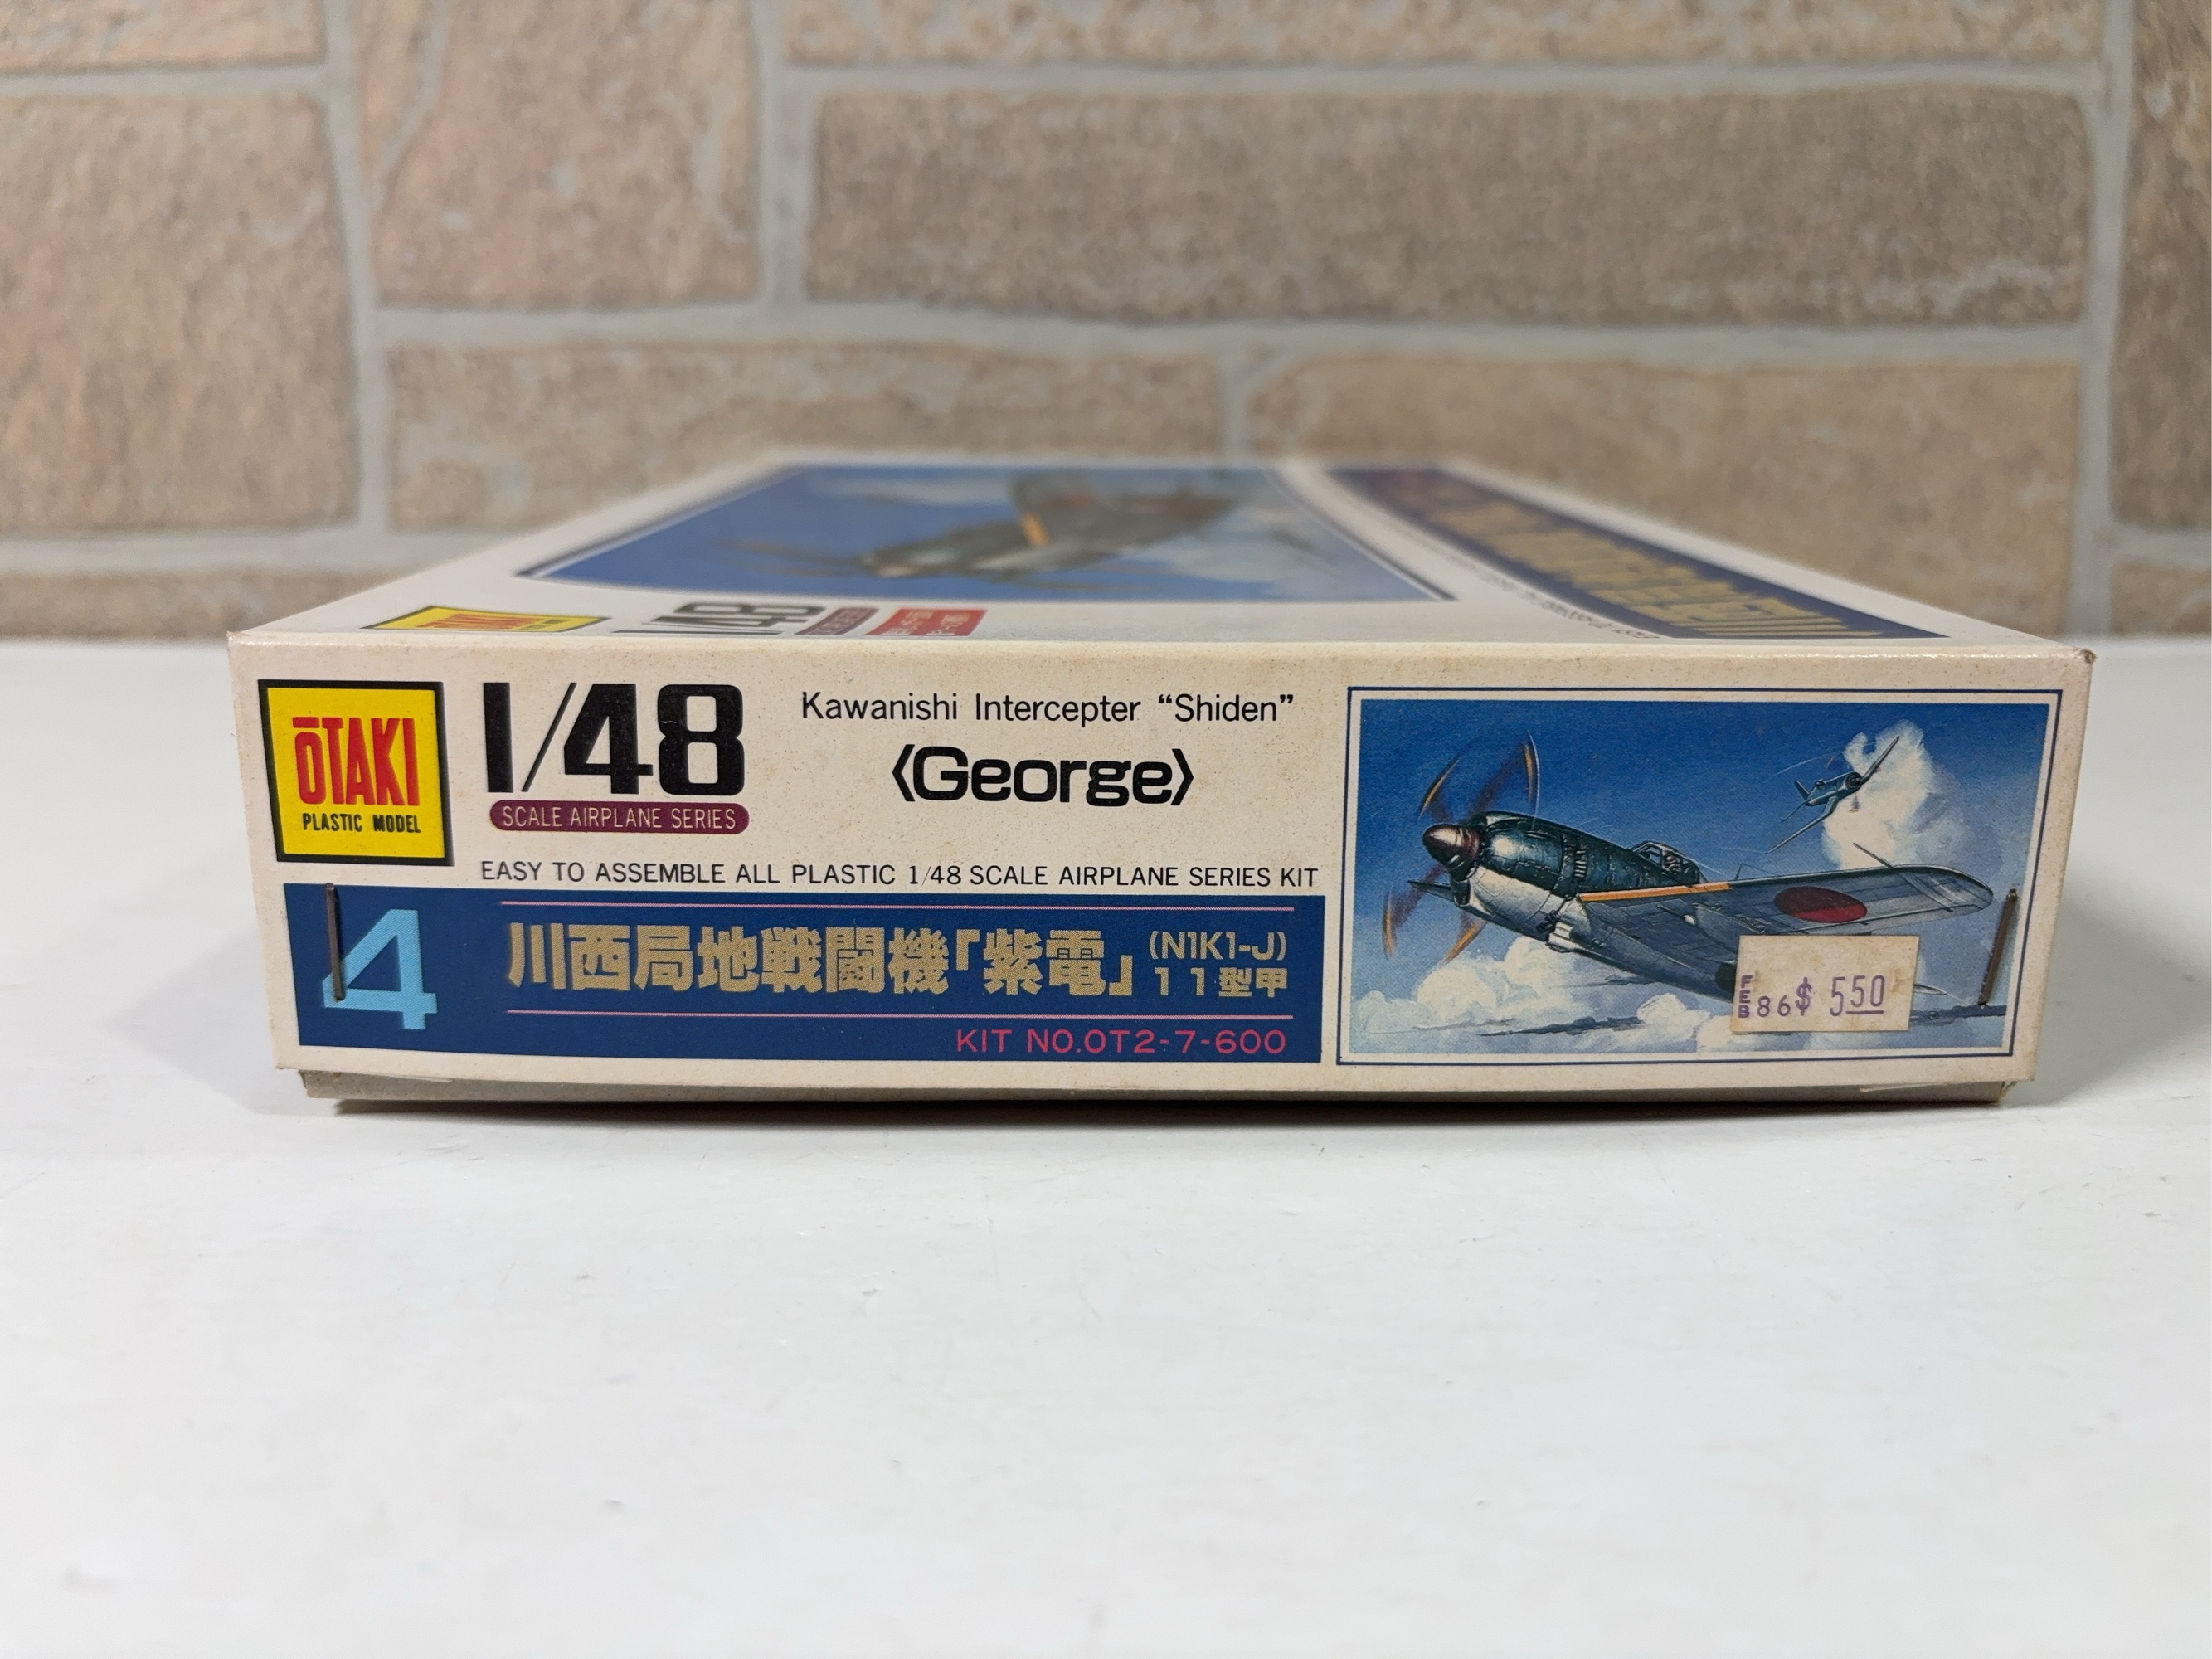 ŌTAKI
PLASTIC MODEL
1/48
SCALE AIRPLANE SERIES
Kawanishi Intercepter “Shiden”
〈George〉
EASY TO ASSEMBLE ALL PLASTIC 1/48 SCALE AIRPLANE SERIES KIT
4
川西局地戦闘機「紫電」
(N1K1-J)
11型甲
KIT NO.OT2-7-600
FEB 86 $ 550
1/48